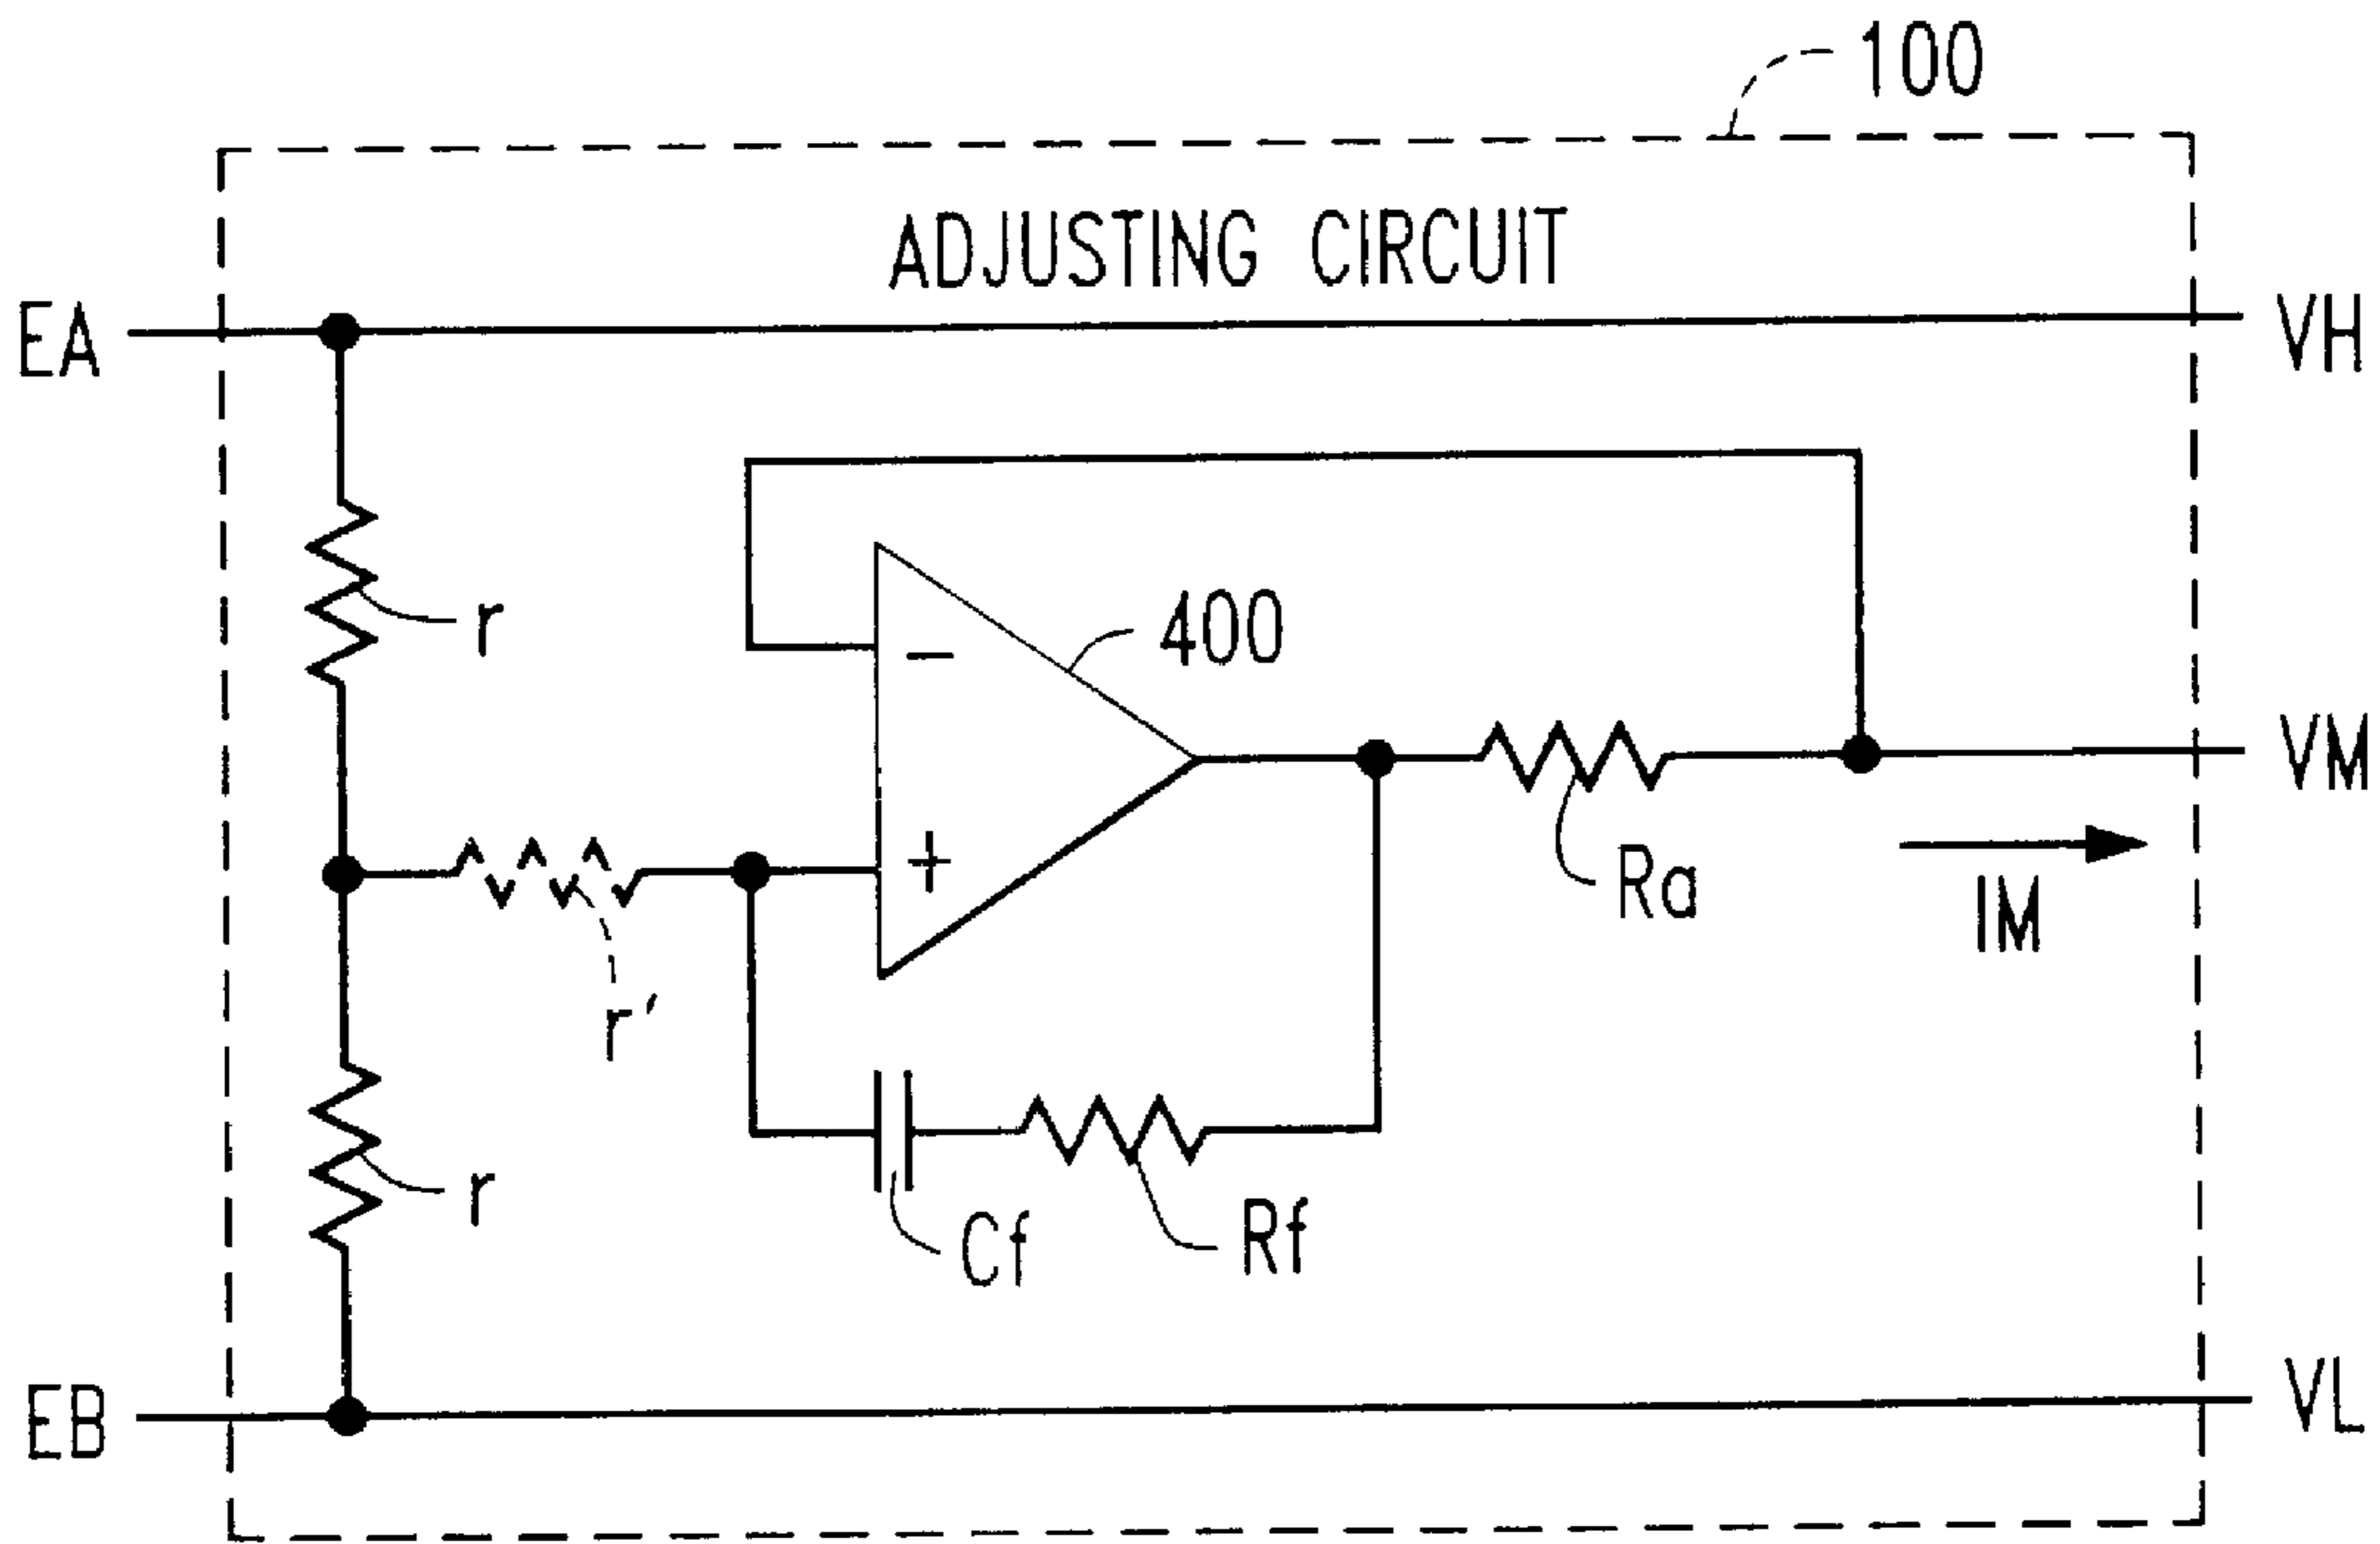 100
ADJUSTING CIRCUIT
EA
VH
r
−
400
VM
+
Ra
IM
r'
r
Cf
Rf
EB
VL